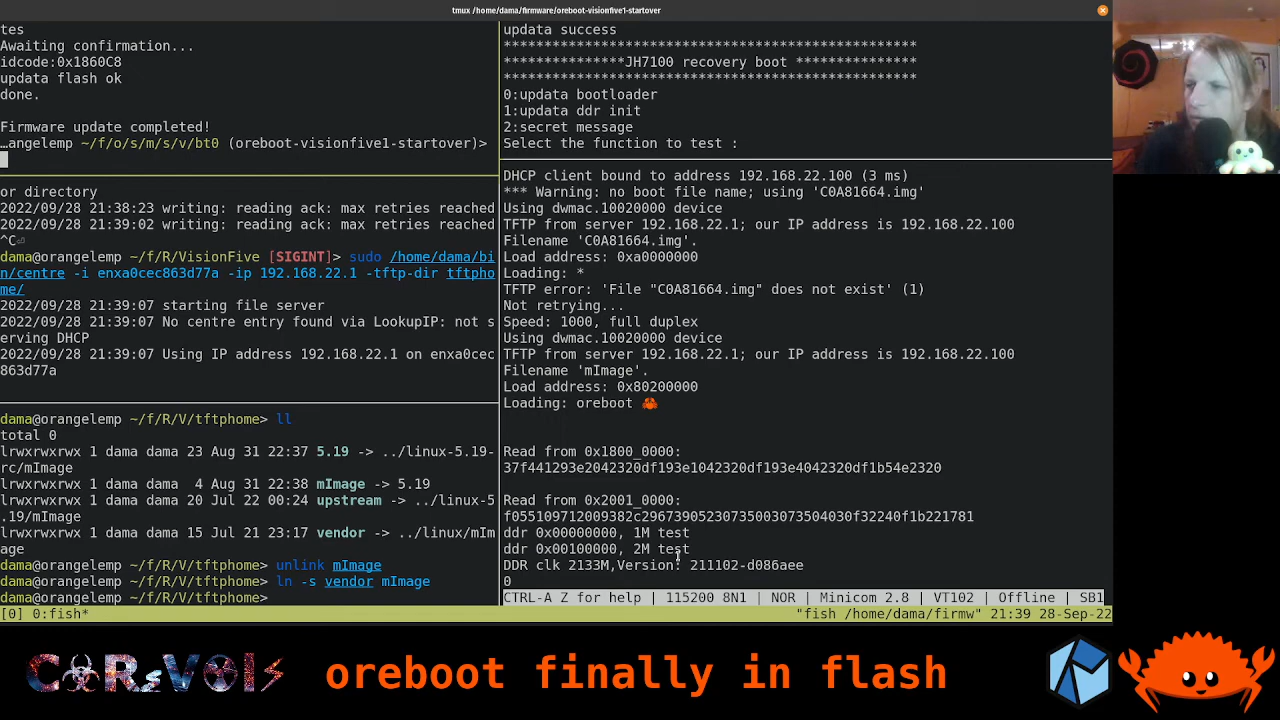 tmux /home/dama/firmware/oreboot-visionfive1-startover
tes
Awaiting confirmation...
idcode:0x1860C8
updata flash ok
done.
Firmware update completed!
…angelemp ~/f/o/s/m/s/v/bt0 (oreboot-visionfive1-startover)>
or directory
2022/09/28 21:38:23 writing: reading ack: max retries reached
2022/09/28 21:39:02 writing: reading ack: max retries reached
^C⏎
dama@orangelemp ~/f/R/VisionFive [SIGINT]> sudo /home/dama/bi
n/centre -i enxa0cec863d77a -ip 192.168.22.1 -tftp-dir tftpho
me/
2022/09/28 21:39:07 starting file server
2022/09/28 21:39:07 No centre entry found via LookupIP: not s
erving DHCP
2022/09/28 21:39:07 Using IP address 192.168.22.1 on enxa0cec
863d77a
dama@orangelemp ~/f/R/V/tftphome> ll
total 0
lrwxrwxrwx 1 dama dama 23 Aug 31 22:37 5.19 -> ../linux-5.19-
rc/mImage
lrwxrwxrwx 1 dama dama  4 Aug 31 22:38 mImage -> 5.19
lrwxrwxrwx 1 dama dama 20 Jul 22 00:24 upstream -> ../linux-5
.19/mImage
lrwxrwxrwx 1 dama dama 15 Jul 21 23:17 vendor -> ../linux/mIm
age
dama@orangelemp ~/f/R/V/tftphome> unlink mImage
dama@orangelemp ~/f/R/V/tftphome> ln -s vendor mImage
dama@orangelemp ~/f/R/V/tftphome>
updata success
***************************************************
***************JH7100 recovery boot ***************
***************************************************
0:updata bootloader
1:updata ddr init
2:secret message
Select the function to test :
DHCP client bound to address 192.168.22.100 (3 ms)
*** Warning: no boot file name; using 'C0A81664.img'
Using dwmac.10020000 device
TFTP from server 192.168.22.1; our IP address is 192.168.22.100
Filename 'C0A81664.img'.
Load address: 0xa0000000
Loading: *
TFTP error: 'File "C0A81664.img" does not exist' (1)
Not retrying...
Speed: 1000, full duplex
Using dwmac.10020000 device
TFTP from server 192.168.22.1; our IP address is 192.168.22.100
Filename 'mImage'.
Load address: 0x80200000
Loading: oreboot 🦀
Read from 0x1800_0000:
37f441293e2042320df193e1042320df193e4042320df1b54e2320
Read from 0x2001_0000:
f055109712009382c29673905230735003073504030f32240f1b221781
ddr 0x00000000, 1M test
ddr 0x00100000, 2M test
DDR clk 2133M,Version: 211102-d086aee
0
CTRL-A Z for help | 115200 8N1 | NOR | Minicom 2.8 | VT102 | Offline | SB1
[0] 0:fish* "fish /home/dama/firmw" 21:39 28-Sep-22
oreboot finally in flash